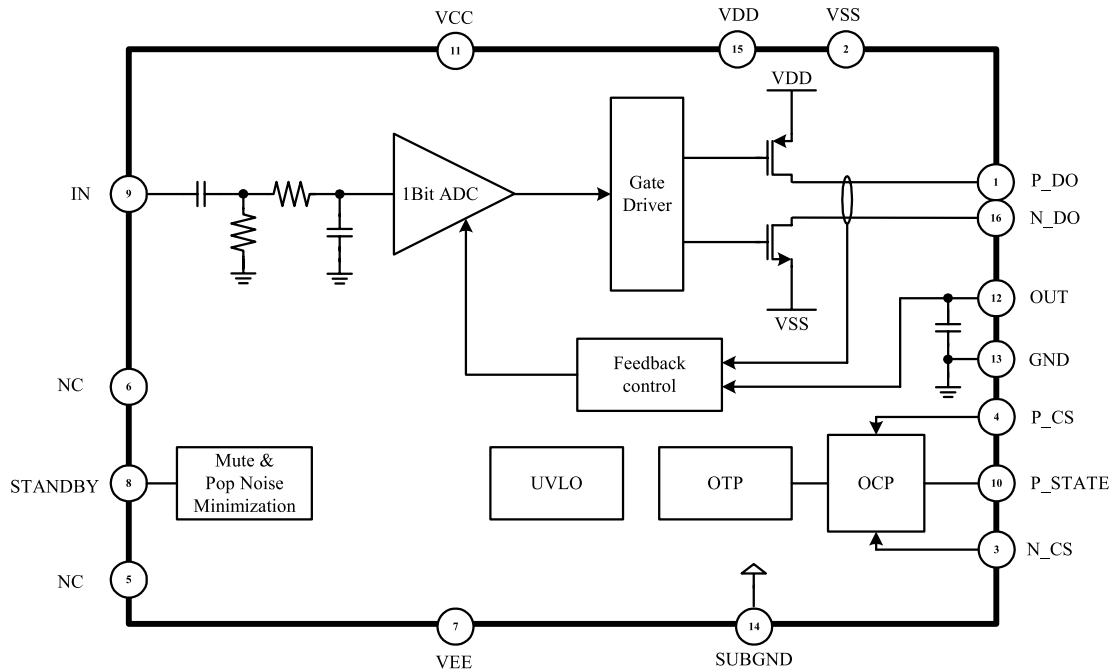 VCC
VDD
VSS
11
15
2
VDD
IN
9
1Bit ADC
Gate
Driver
1
P_DO
16
N_DO
12
OUT
VSS
13
GND
Feedback
control
NC
6
4
P_CS
STANDBY
8
Mute &
Pop Noise
Minimization
UVLO
OTP
OCP
10
P_STATE
3
N_CS
NC
5
7
14
VEE
SUBGND